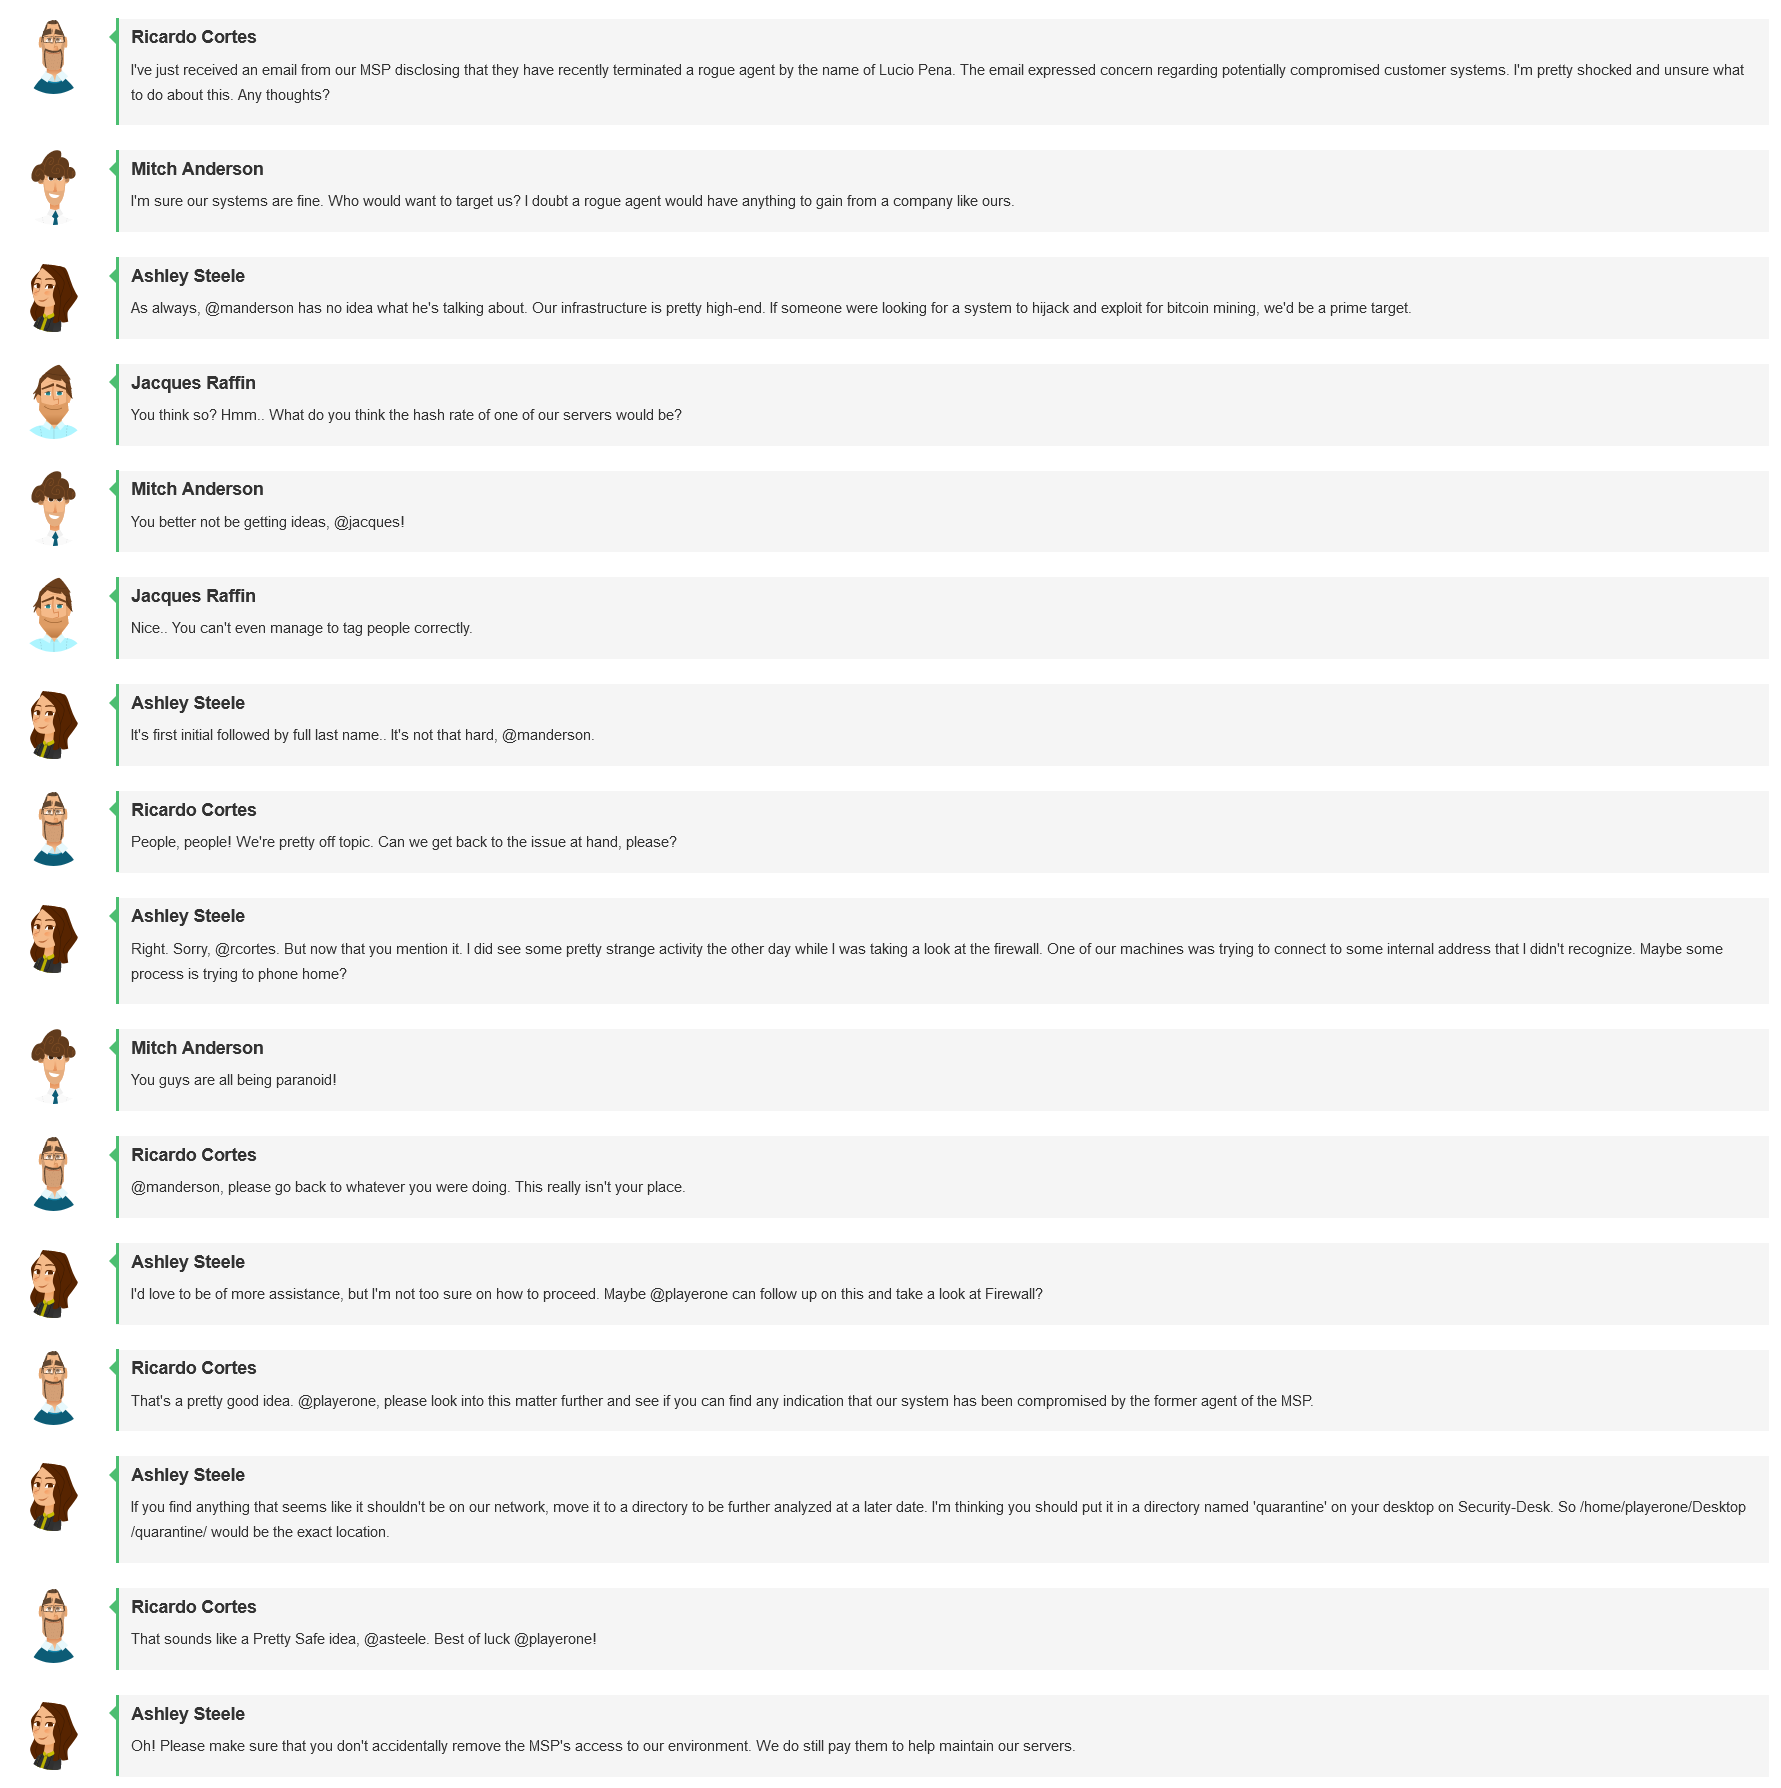 Ricardo Cortes
I've just received an email from our MSP disclosing that they have recently terminated a rogue agent by the name of Lucio Pena. The email expressed concern regarding potentially compromised customer systems. I'm pretty shocked and unsure what
to do about this. Any thoughts?
Mitch Anderson
I'm sure our systems are fine. Who would want to target us? I doubt a rogue agent would have anything to gain from a company like ours.
Ashley Steele
As always, @manderson has no idea what he's talking about. Our infrastructure is pretty high-end. If someone were looking for a system to hijack and exploit for bitcoin mining, we'd be a prime target.
Jacques Raffin
You think so? Hmm.. What do you think the hash rate of one of our servers would be?
Mitch Anderson
You better not be getting ideas, @jacques!
Jacques Raffin
Nice.. You can't even manage to tag people correctly.
Ashley Steele
It's first initial followed by full last name.. It's not that hard, @manderson.
Ricardo Cortes
People, people! We're pretty off topic. Can we get back to the issue at hand, please?
Ashley Steele
Right. Sorry, @rcortes. But now that you mention it. I did see some pretty strange activity the other day while I was taking a look at the firewall. One of our machines was trying to connect to some internal address that I didn't recognize. Maybe some
process is trying to phone home?
Mitch Anderson
You guys are all being paranoid!
Ricardo Cortes
@manderson, please go back to whatever you were doing. This really isn't your place.
Ashley Steele
I'd love to be of more assistance, but I'm not too sure on how to proceed. Maybe @playerone can follow up on this and take a look at Firewall?
Ricardo Cortes
That's a pretty good idea. @playerone, please look into this matter further and see if you can find any indication that our system has been compromised by the former agent of the MSP.
Ashley Steele
If you find anything that seems like it shouldn't be on our network, move it to a directory to be further analyzed at a later date. I'm thinking you should put it in a directory named 'quarantine' on your desktop on Security-Desk. So /home/playerone/Desktop
/quarantine/ would be the exact location.
Ricardo Cortes
That sounds like a Pretty Safe idea, @asteele. Best of luck @playerone!
Ashley Steele
Oh! Please make sure that you don't accidentally remove the MSP's access to our environment. We do still pay them to help maintain our servers.